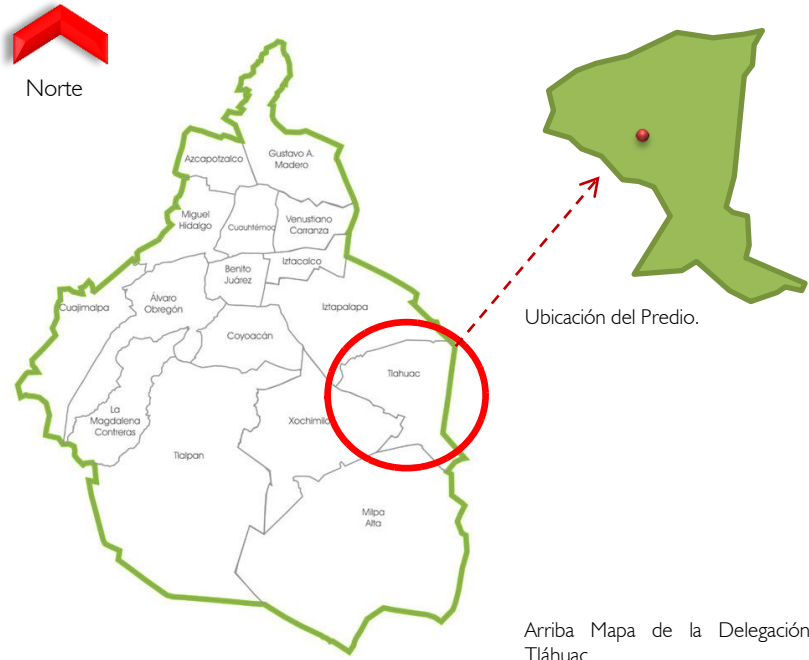 Norte
Azcapotzalco
Gustavo A.
Madero
Miguel
Hidalgo
Cuauhtémoc
Venustiano
Carranza
Iztacalco
Benito
Juárez
Cuajimalpa
Álvaro
Obregón
Iztapalapa
Coyoacán
Tlahuac
La
Magdalena
Contreras
Xochimilc
Tlalpan
Milpa
Alta
Ubicación del Predio.
Arriba Mapa de la Delegación
Tláhuac